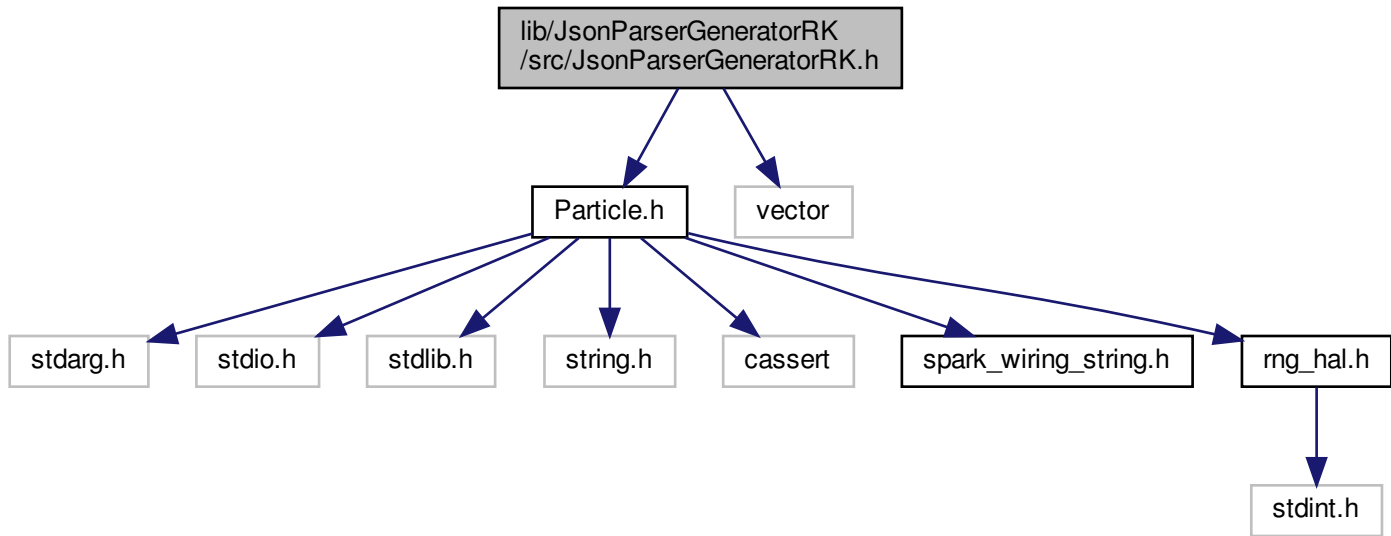 lib/JsonParserGeneratorRK
/src/JsonParserGeneratorRK.h
Particle.h
vector
stdarg.h
stdio.h
stdlib.h
string.h
cassert
spark_wiring_string.h
rng_hal.h
stdint.h